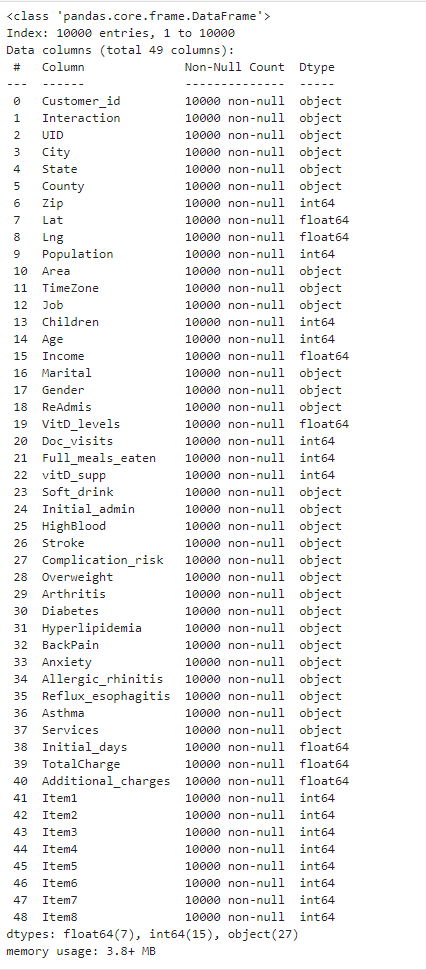 <class 'pandas.core.frame.DataFrame'>
Index: 10000 entries, 1 to 10000
Data columns (total 49 columns):
 #   Column              Non-Null Count  Dtype
---  ------              --------------  -----
 0   Customer_id         10000 non-null  object
 1   Interaction         10000 non-null  object
 2   UID                 10000 non-null  object
 3   City                10000 non-null  object
 4   State               10000 non-null  object
 5   County              10000 non-null  object
 6   Zip                 10000 non-null  int64
 7   Lat                 10000 non-null  float64
 8   Lng                 10000 non-null  float64
 9   Population          10000 non-null  int64
 10  Area                10000 non-null  object
 11  TimeZone            10000 non-null  object
 12  Job                 10000 non-null  object
 13  Children            10000 non-null  int64
 14  Age                 10000 non-null  int64
 15  Income              10000 non-null  float64
 16  Marital             10000 non-null  object
 17  Gender              10000 non-null  object
 18  ReAdmis             10000 non-null  object
 19  VitD_levels         10000 non-null  float64
 20  Doc_visits          10000 non-null  int64
 21  Full_meals_eaten    10000 non-null  int64
 22  vitD_supp           10000 non-null  int64
 23  Soft_drink          10000 non-null  object
 24  Initial_admin       10000 non-null  object
 25  HighBlood           10000 non-null  object
 26  Stroke              10000 non-null  object
 27  Complication_risk   10000 non-null  object
 28  Overweight          10000 non-null  object
 29  Arthritis           10000 non-null  object
 30  Diabetes            10000 non-null  object
 31  Hyperlipidemia      10000 non-null  object
 32  BackPain            10000 non-null  object
 33  Anxiety             10000 non-null  object
 34  Allergic_rhinitis   10000 non-null  object
 35  Reflux_esophagitis  10000 non-null  object
 36  Asthma              10000 non-null  object
 37  Services            10000 non-null  object
 38  Initial_days        10000 non-null  float64
 39  TotalCharge         10000 non-null  float64
 40  Additional_charges  10000 non-null  float64
 41  Item1               10000 non-null  int64
 42  Item2               10000 non-null  int64
 43  Item3               10000 non-null  int64
 44  Item4               10000 non-null  int64
 45  Item5               10000 non-null  int64
 46  Item6               10000 non-null  int64
 47  Item7               10000 non-null  int64
 48  Item8               10000 non-null  int64
dtypes: float64(7), int64(15), object(27)
memory usage: 3.8+ MB